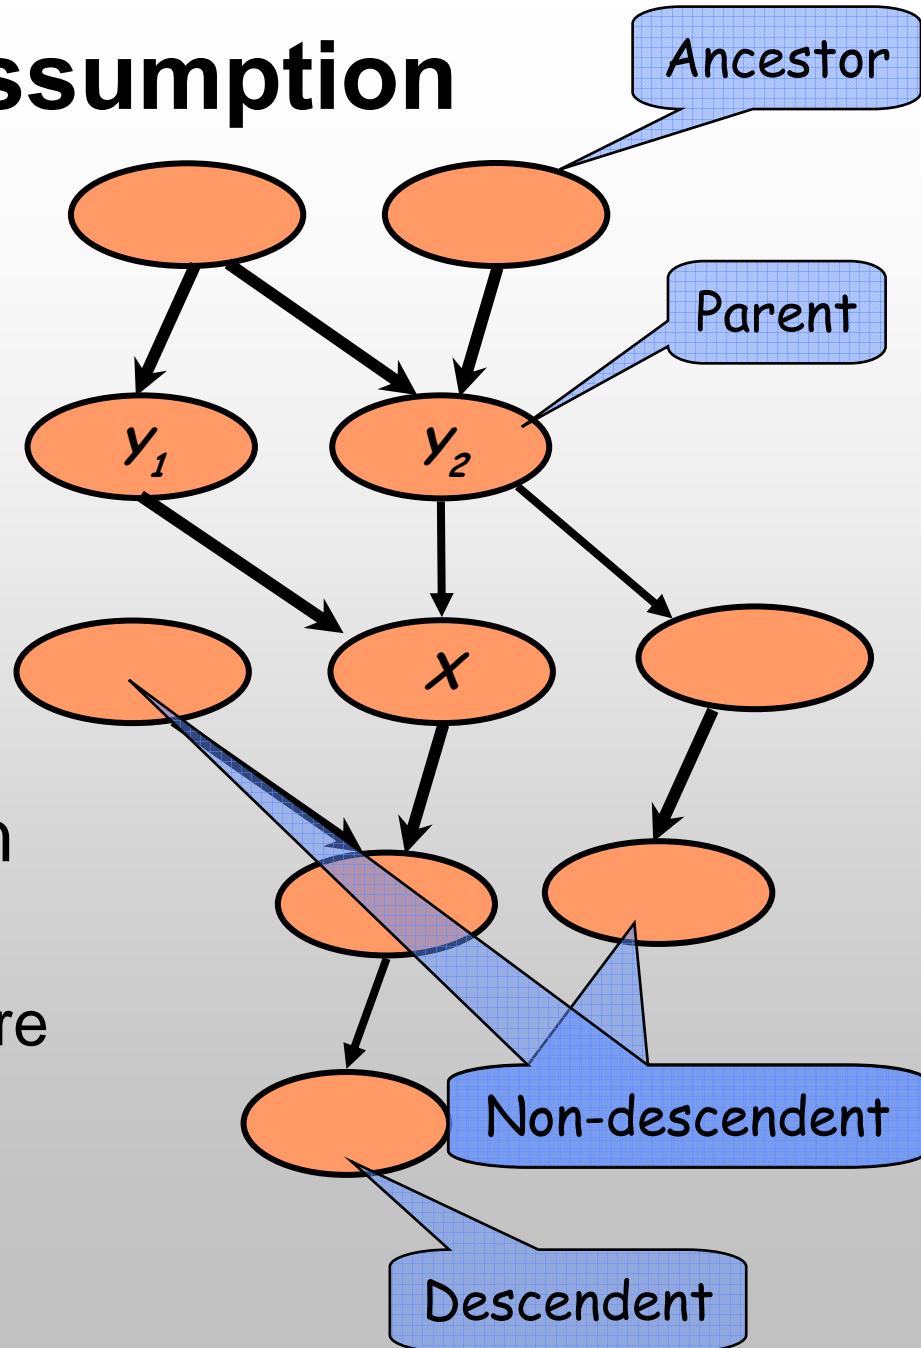 ssumption
Ancestor
Parent
Y1
Y2
X
n
re
Non-descendent
Descendent